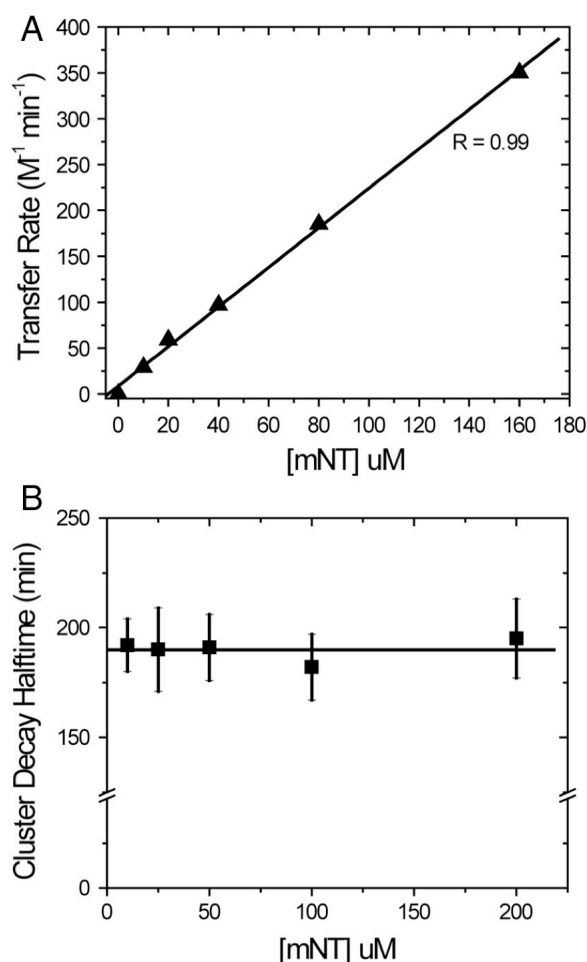 A
Transfer Rate (M⁻¹ min⁻¹)
400
350
300
250
200
150
100
50
0
R = 0.99
0 20 40 60 80 100 120 140 160 180
[mNT] uM
B
Cluster Decay Halftime (min)
250
200
150
0
0 50 100 150 200
[mNT] uM